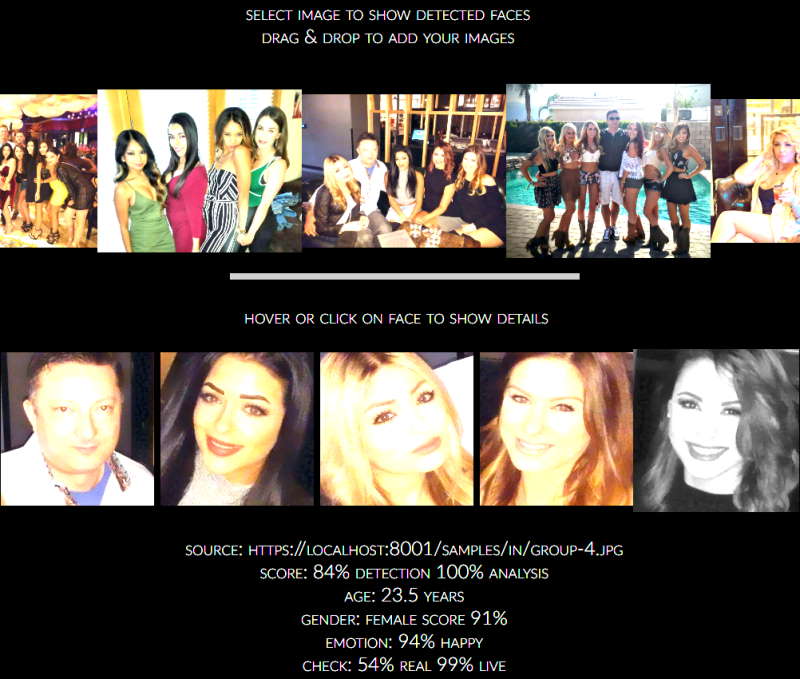 SELECT IMAGE TO SHOW DETECTED FACES
DRAG & DROP TO ADD YOUR IMAGES
HOVER OR CLICK ON FACE TO SHOW DETAILS
SOURCE: HTTPS://LOCALHOST:8001/SAMPLES/IN/GROUP-4.JPG
SCORE: 84% DETECTION 100% ANALYSIS
AGE: 23.5 YEARS
GENDER: FEMALE SCORE 91%
EMOTION: 94% HAPPY
CHECK: 54% REAL 99% LIVE